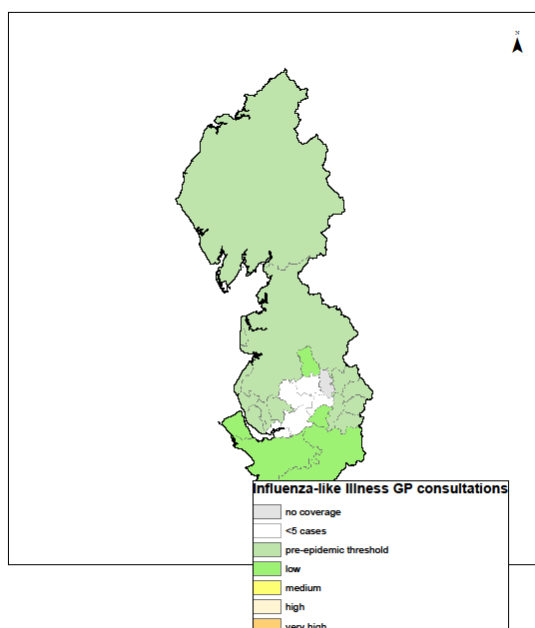 N
Influenza-like Illness GP consultations
no coverage
<5 cases
pre-epidemic threshold
low
medium
high
very high